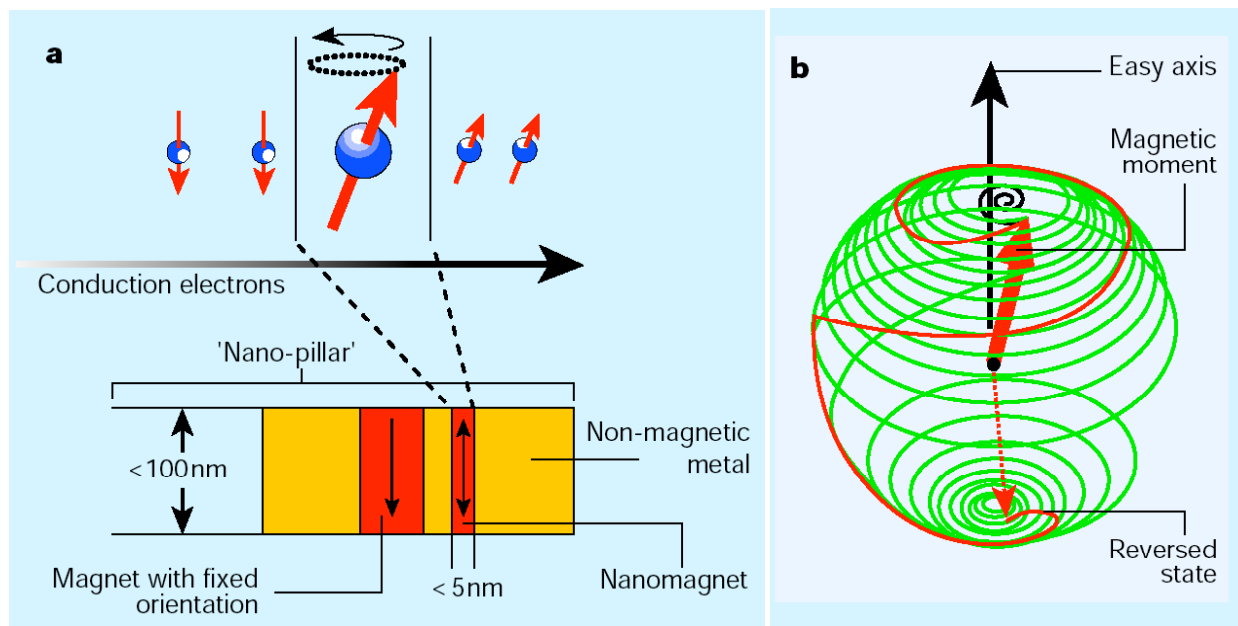 a
Conduction electrons
'Nano-pillar'
<100nm
Non-magnetic
metal
Magnet with fixed
orientation
<5nm
Nanomagnet
b
Easy axis
Magnetic
moment
Reversed
state